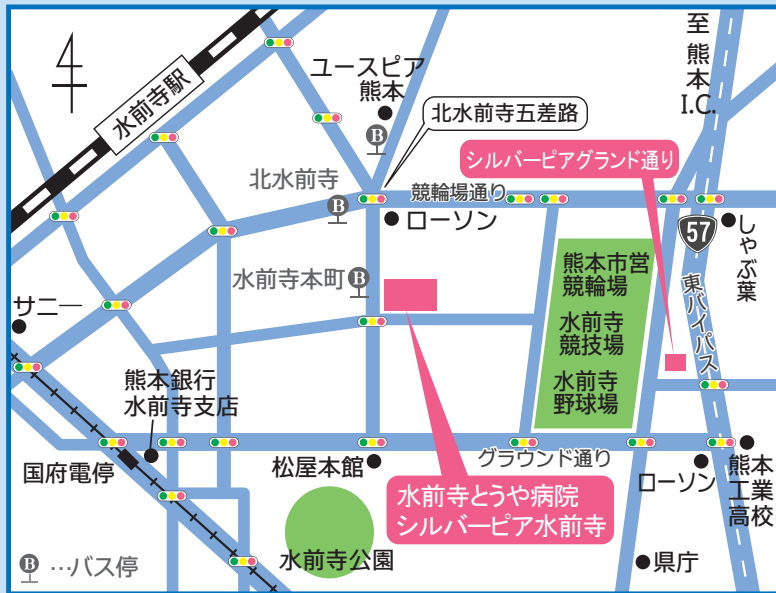 至
熊
本
I.C.
ユースピア
熊本
水前寺駅
B
北水前寺五差路
シルバーピアグランド通り
北水前寺
B
競輪場通り
ローソン
57
しゃぶ葉
水前寺本町
B
熊本市営
競輪場
水前寺
競技場
水前寺
野球場
東バイパス
サニー
熊本銀行
水前寺支店
国府電停
松屋本館
グラウンド通り
ローソン
熊本
工業
高校
水前寺とうや病院
シルバーピア水前寺
水前寺公園
県庁
B …バス停